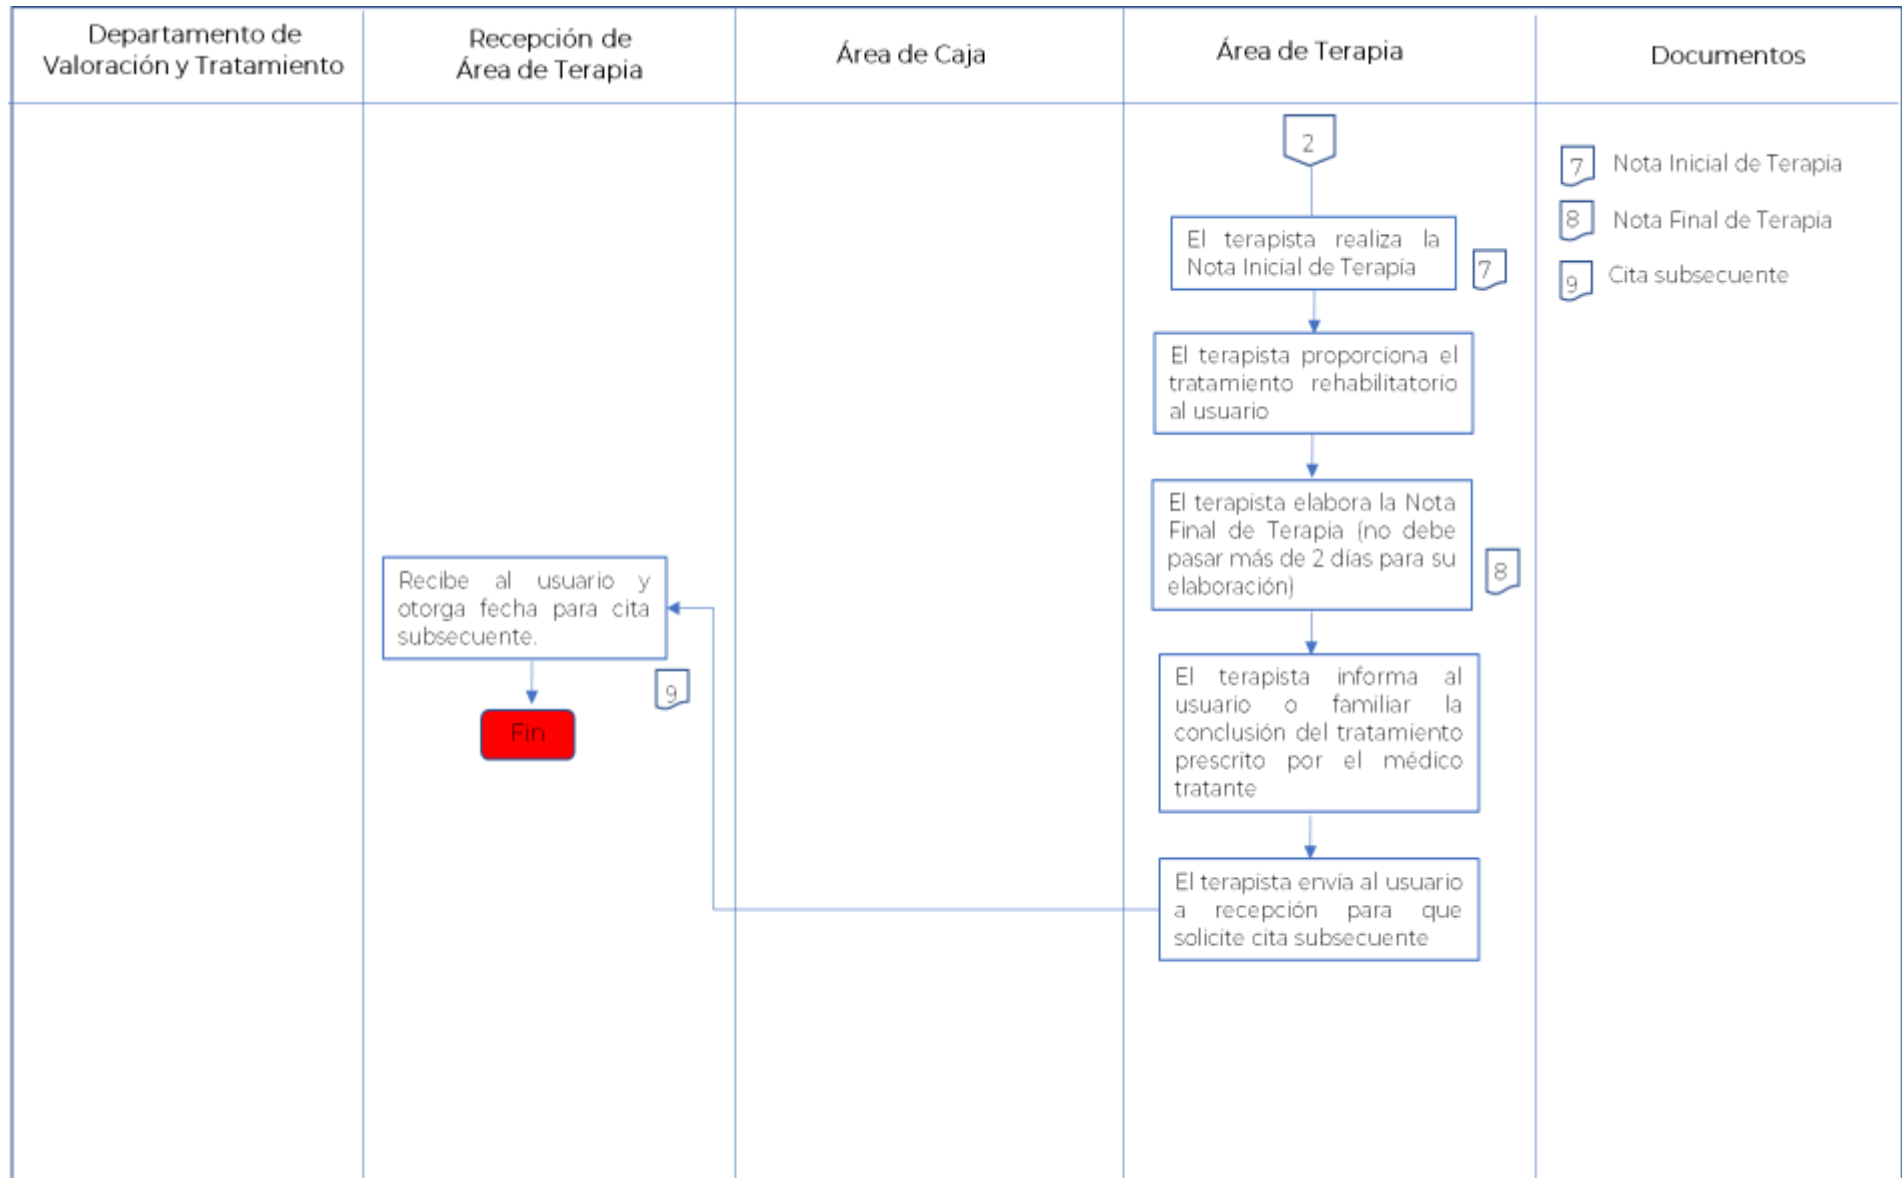 Departamento de
Valoración y Tratamiento
Recepción de
Área de Terapia
Área de Caja
Área de Terapia
Documentos
2
El terapista realiza la
Nota Inicial de Terapia
7
El terapista proporciona el
tratamiento rehabilitatorio
al usuario
El terapista elabora la Nota
Final de Terapia (no debe
pasar más de 2 días para su
elaboración)
8
El terapista informa al
usuario o familiar la
conclusión del tratamiento
prescrito por el médico
tratante
El terapista envía al usuario
a recepción para que
solicite cita subsecuente
Recibe al usuario y
otorga fecha para cita
subsecuente.
9
Fin
7 Nota Inicial de Terapia
8 Nota Final de Terapia
9 Cita subsecuente